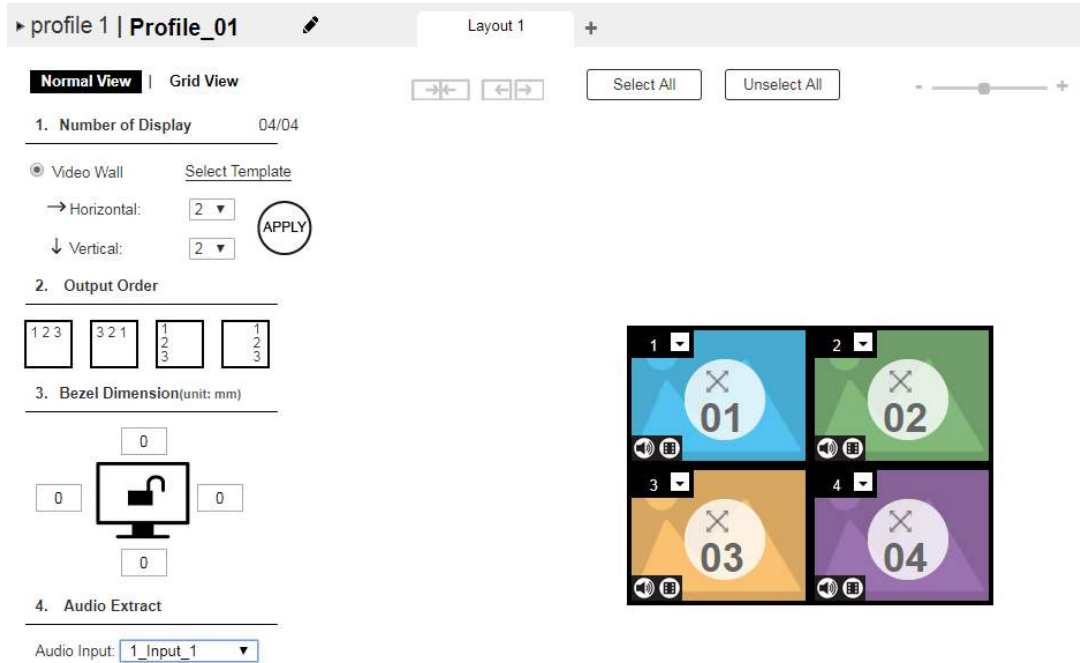 profile 1 | Profile_01
Layout 1
+
Normal View | Grid View
Select All
Unselect All
- +
1. Number of Display 04/04
Video Wall Select Template
Horizontal: 2
APPLY
Vertical: 2
2. Output Order
1 2 3
3 2 1
1
2
3
1
2
3
3. Bezel Dimension(unit: mm)
0
0
0
0
4. Audio Extract
Audio Input: 1_Input_1
1
01
2
02
3
03
4
04